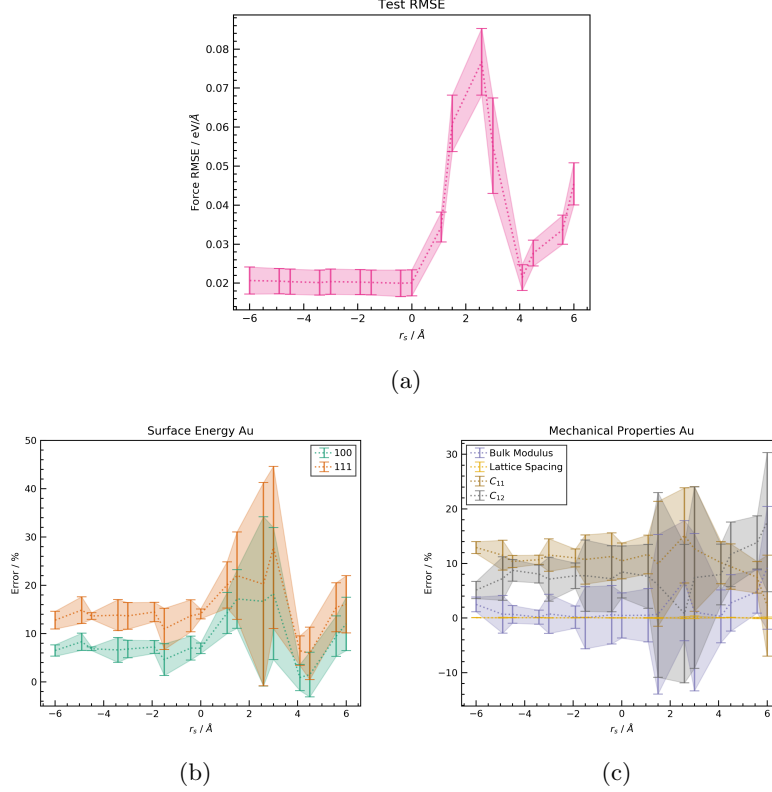 Test RMSE
0.08
0.07
0.06
0.05
0.04
0.03
0.02
Force RMSE / eV/Å
−6 −4 −2 0 2 4 6
r_s / Å
(a)
Surface Energy Au
50
40
30
20
10
0
Error / %
100
111
−6 −4 −2 0 2 4 6
r_s / Å
(b)
Mechanical Properties Au
30
20
10
0
−10
Error / %
Bulk Modulus
Lattice Spacing
C_11
C_12
−6 −4 −2 0 2 4 6
r_s / Å
(c)